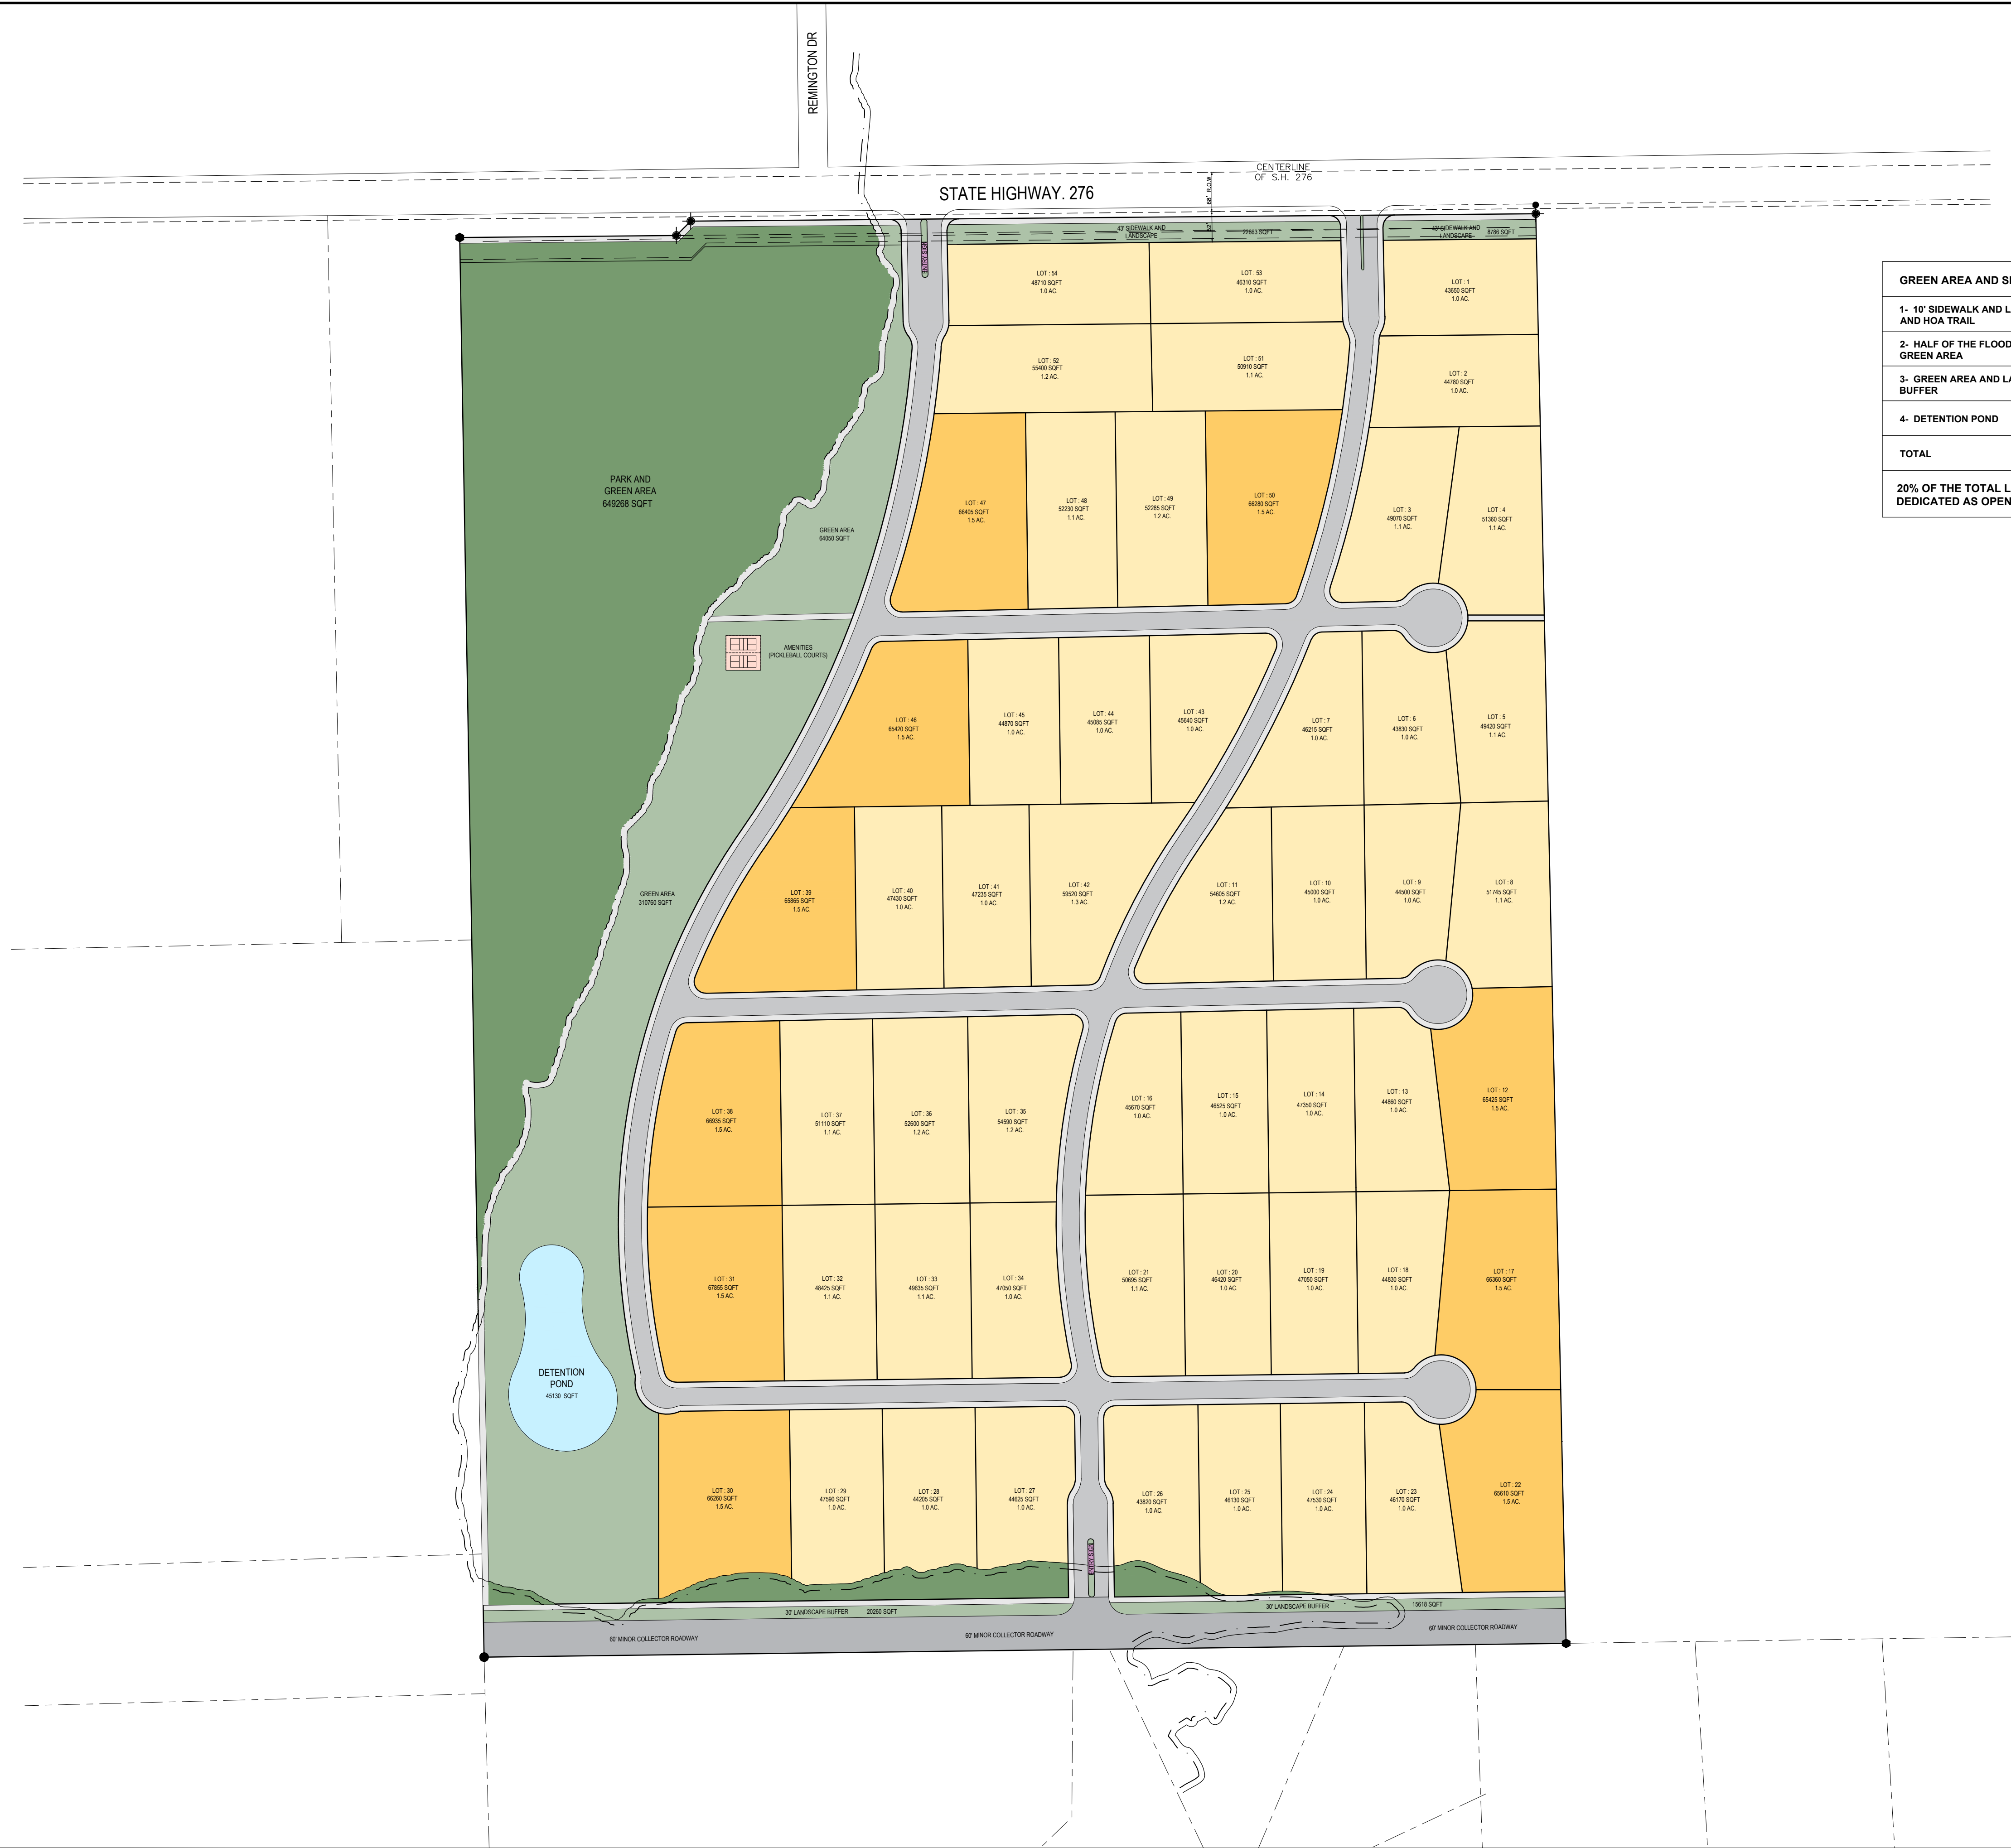 REMINGTON DR
CENTERLINE
OF S.H. 276
STATE HIGHWAY. 276
68' R.O.W
32'
ENTRY SIGN
43' SIDEWALK AND
LANDSCAPE
22863 SQFT
43' SIDEWALK AND
LANDSCAPE
8786 SQFT
GREEN AREA AND
1- 10' SIDEWALK AND
AND HOA TRAIL
2- HALF OF THE FLOOD
GREEN AREA
3- GREEN AREA AND
BUFFER
4- DETENTION POND
TOTAL
20% OF THE TOTAL
DEDICATED AS OPEN
LOT : 54
48710 SQFT
1.0 AC.
LOT : 53
46310 SQFT
1.0 AC.
LOT : 1
43650 SQFT
1.0 AC.
LOT : 52
55400 SQFT
1.2 AC.
LOT : 51
50910 SQFT
1.1 AC.
LOT : 2
44780 SQFT
1.0 AC.
PARK AND
GREEN AREA
649268 SQFT
GREEN AREA
64050 SQFT
LOT : 47
66405 SQFT
1.5 AC.
LOT : 48
52230 SQFT
1.1 AC.
LOT : 49
52285 SQFT
1.2 AC.
LOT : 50
66280 SQFT
1.5 AC.
LOT : 3
49070 SQFT
1.1 AC.
LOT : 4
51360 SQFT
1.1 AC.
AMENITIES
(PICKLEBALL COURTS)
LOT : 46
65420 SQFT
1.5 AC.
LOT : 45
44870 SQFT
1.0 AC.
LOT : 44
45085 SQFT
1.0 AC.
LOT : 43
45640 SQFT
1.0 AC.
LOT : 7
46215 SQFT
1.0 AC.
LOT : 6
43830 SQFT
1.0 AC.
LOT : 5
49420 SQFT
1.1 AC.
GREEN AREA
310760 SQFT
LOT : 39
65865 SQFT
1.5 AC.
LOT : 40
47430 SQFT
1.0 AC.
LOT : 41
47235 SQFT
1.0 AC.
LOT : 42
59520 SQFT
1.3 AC.
LOT : 11
54605 SQFT
1.2 AC.
LOT : 10
45000 SQFT
1.0 AC.
LOT : 9
44500 SQFT
1.0 AC.
LOT : 8
51745 SQFT
1.1 AC.
LOT : 38
66935 SQFT
1.5 AC.
LOT : 37
51110 SQFT
1.1 AC.
LOT : 36
52600 SQFT
1.2 AC.
LOT : 35
54590 SQFT
1.2 AC.
LOT : 16
45670 SQFT
1.0 AC.
LOT : 15
46525 SQFT
1.0 AC.
LOT : 14
47350 SQFT
1.0 AC.
LOT : 13
44860 SQFT
1.0 AC.
LOT : 12
65425 SQFT
1.5 AC.
LOT : 31
67855 SQFT
1.5 AC.
LOT : 32
48425 SQFT
1.1 AC.
LOT : 33
49635 SQFT
1.1 AC.
LOT : 34
47050 SQFT
1.0 AC.
LOT : 21
50695 SQFT
1.1 AC.
LOT : 20
46420 SQFT
1.0 AC.
LOT : 19
47050 SQFT
1.0 AC.
LOT : 18
44830 SQFT
1.0 AC.
LOT : 17
66360 SQFT
1.5 AC.
DETENTION
POND
45130 SQFT
LOT : 30
66260 SQFT
1.5 AC.
LOT : 29
47590 SQFT
1.0 AC.
LOT : 28
44205 SQFT
1.0 AC.
LOT : 27
44625 SQFT
1.0 AC.
LOT : 26
43820 SQFT
1.0 AC.
LOT : 25
46130 SQFT
1.0 AC.
LOT : 24
47530 SQFT
1.0 AC.
LOT : 23
46170 SQFT
1.0 AC.
LOT : 22
65610 SQFT
1.5 AC.
ENTRY SIGN
30' LANDSCAPE BUFFER 20260 SQFT
30' LANDSCAPE BUFFER 15618 SQFT
60' MINOR COLLECTOR ROADWAY
60' MINOR COLLECTOR ROADWAY
60' MINOR COLLECTOR ROADWAY